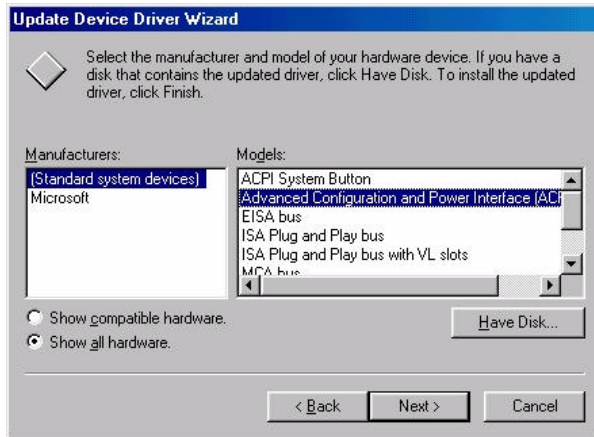 Update Device Driver Wizard
Select the manufacturer and model of your hardware device. If you have a
disk that contains the updated driver, click Have Disk. To install the updated
driver, click Finish.
Manufacturers:
Models:
(Standard system devices)
Microsoft
ACPI System Button
Advanced Configuration and Power Interface (ACP
EISA bus
ISA Plug and Play bus
ISA Plug and Play bus with VL slots
MCA bus
Show compatible hardware.
Show all hardware.
Have Disk...
< Back
Next >
Cancel